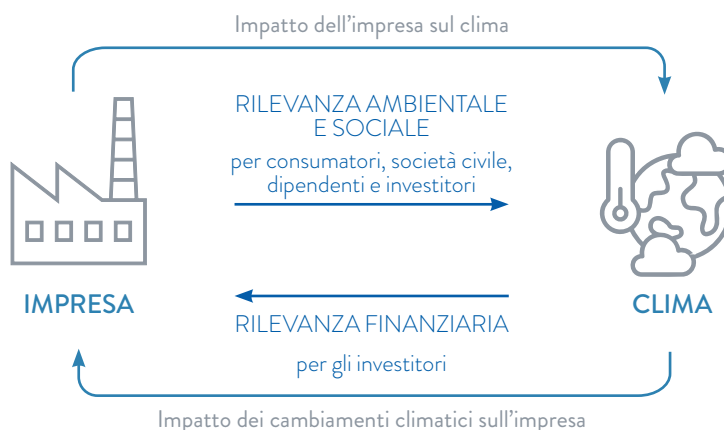 Impatto dell'impresa sul clima
RILEVANZA AMBIENTALE
E SOCIALE
per consumatori, società civile,
dipendenti e investitori
IMPRESA
CLIMA
RILEVANZA FINANZIARIA
per gli investitori
Impatto dei cambiamenti climatici sull'impresa